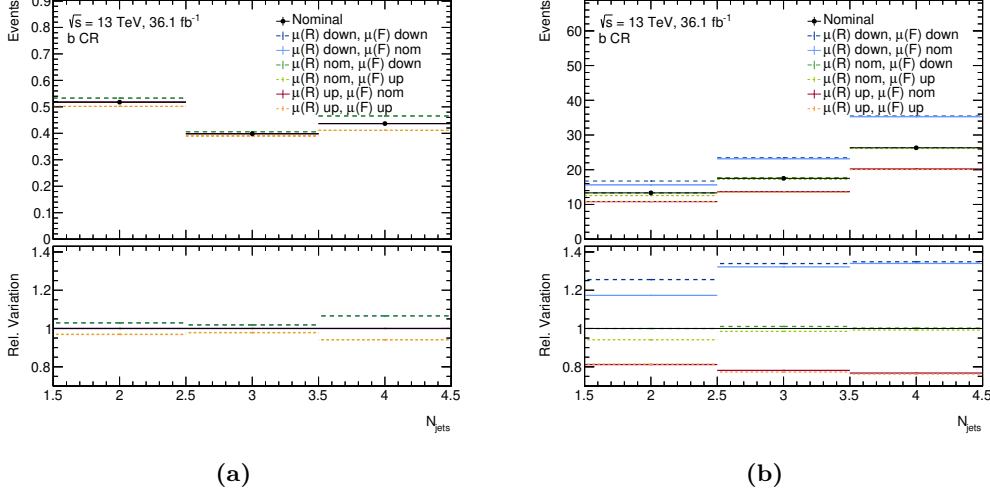 Events
0.9
0.8
0.7
0.6
0.5
0.4
0.3
0.2
0.1
0
√s = 13 TeV, 36.1 fb⁻¹
b CR
Nominal
μ(R) down, μ(F) down
μ(R) down, μ(F) nom
μ(R) nom, μ(F) down
μ(R) nom, μ(F) up
μ(R) up, μ(F) nom
μ(R) up, μ(F) up
Rel. Variation
1.4
1.2
1
0.8
1.5 2 2.5 3 3.5 4 4.5
N_jets
(a)
Events
60
50
40
30
20
10
0
√s = 13 TeV, 36.1 fb⁻¹
b CR
Nominal
μ(R) down, μ(F) down
μ(R) down, μ(F) nom
μ(R) nom, μ(F) down
μ(R) nom, μ(F) up
μ(R) up, μ(F) nom
μ(R) up, μ(F) up
Rel. Variation
1.4
1.2
1
0.8
1.5 2 2.5 3 3.5 4 4.5
N_jets
(b)